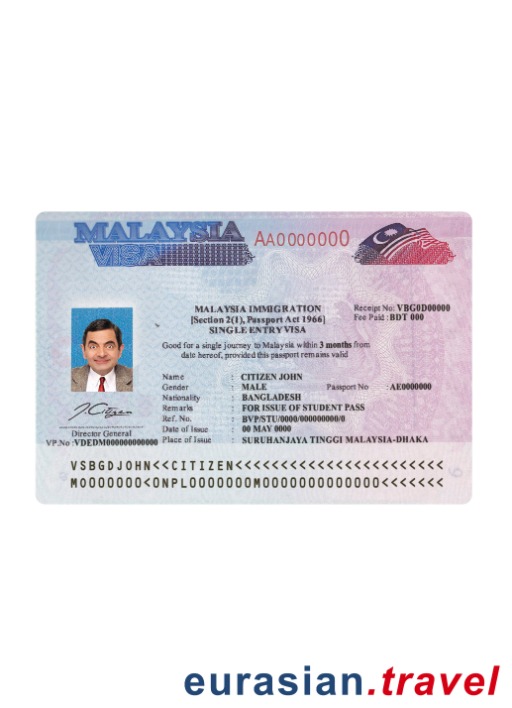 MALAYSIA
VISA
AA0000000
MALAYSIA IMMIGRATION
[Section 2(1), Passport Act 1966]
SINGLE ENTRY VISA
Receipt No: VBG0D00000
Fee Paid : BDT 000
Good for a single journey to Malaysia within 3 months from
date hereof, provided this passport remains valid
Name : CITIZEN JOHN
Gender : MALE Passport No : AE0000000
Nationality : BANGLADESH
Remarks : FOR ISSUE OF STUDENT PASS
Ref. No. : BVP/STU/0000/00000000/0
Date of Issue : 00 MAY 0000
Place of Issue : SURUHANJAYA TINGGI MALAYSIA-DHAKA
J.Citizen
Director General
VP.No :VDEDM000000000000
VSBGDJOHN<<CITIZEN<<<<<<<<<<<<<<<<<<<<<<<<<
M0000000<0NPL0000000M00000000000000<<<<<<<
eurasian.travel